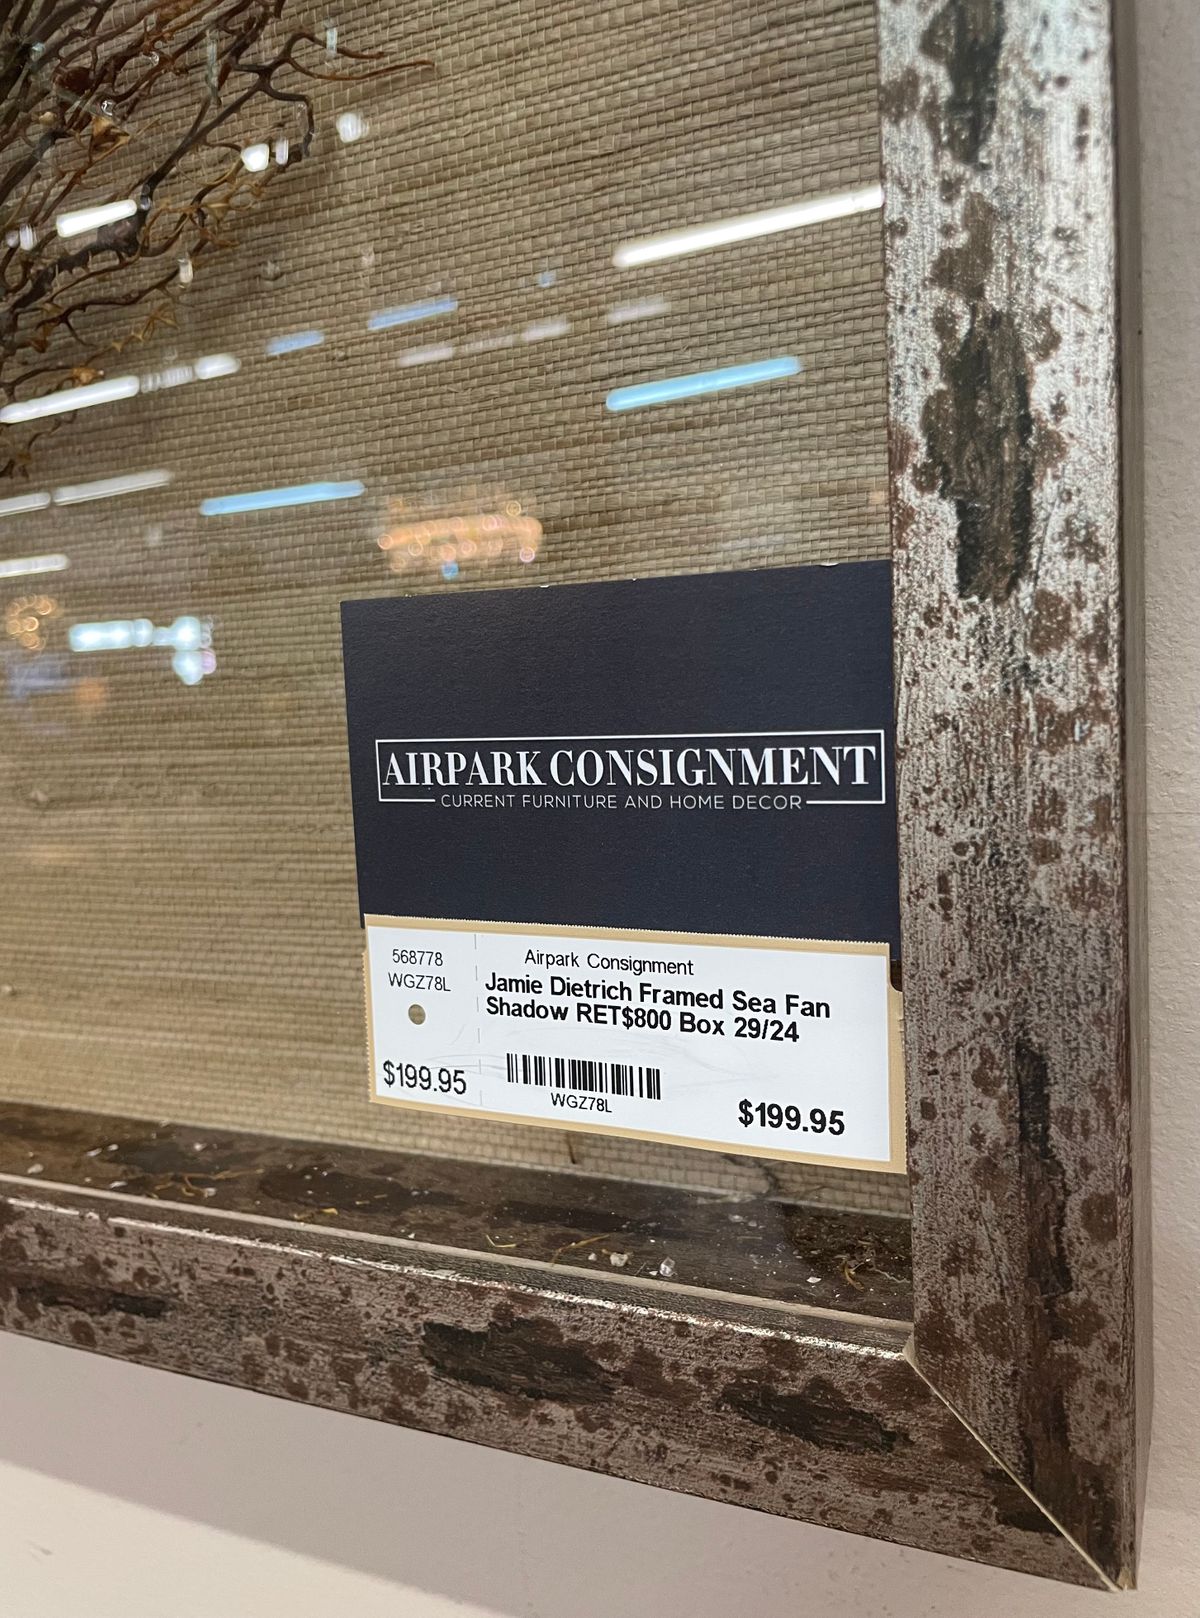 AIRPARK CONSIGNMENT
CURRENT FURNITURE AND HOME DECOR
568778
WGZ78L
$199.95
Airpark Consignment
Jamie Dietrich Framed Sea Fan
Shadow RET$800 Box 29/24
WGZ78L
$199.95